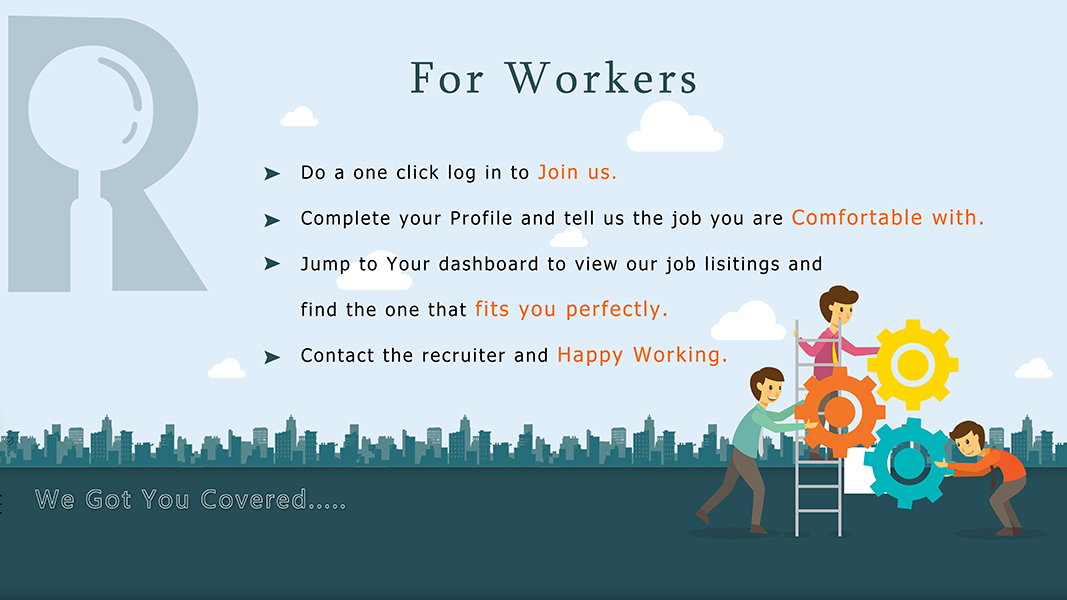 R
For Workers
Do a one click log in to Join us.
Complete your Profile and tell us the job you are Comfortable with.
Jump to Your dashboard to view our job lisitings and
find the one that fits you perfectly.
Contact the recruiter and Happy Working.
We Got You Covered.....